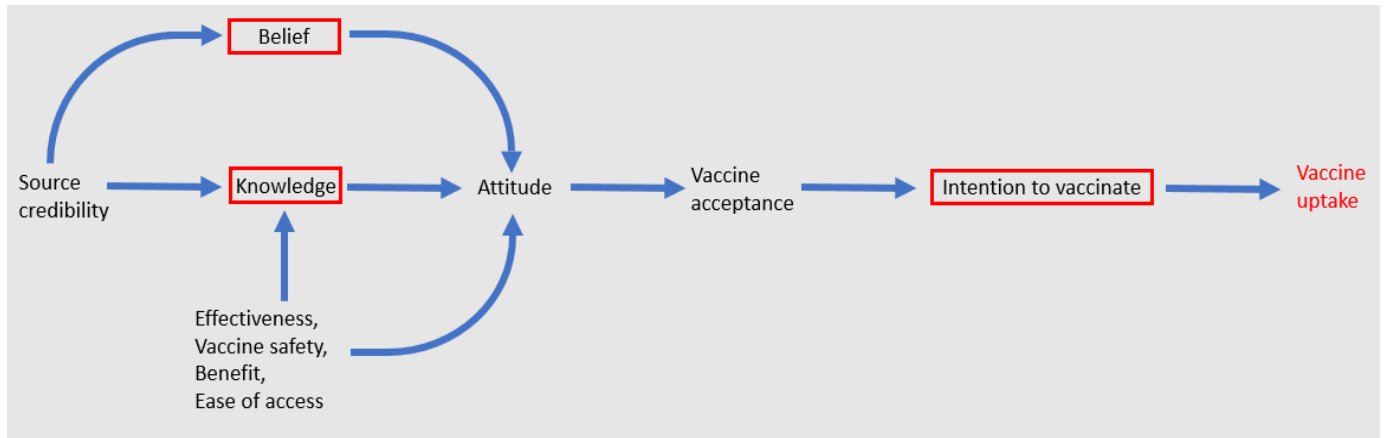 Belief
Source
credibility
Knowledge
Attitude
Vaccine
acceptance
Intention to vaccinate
Vaccine
uptake
Effectiveness,
Vaccine safety,
Benefit,
Ease of access